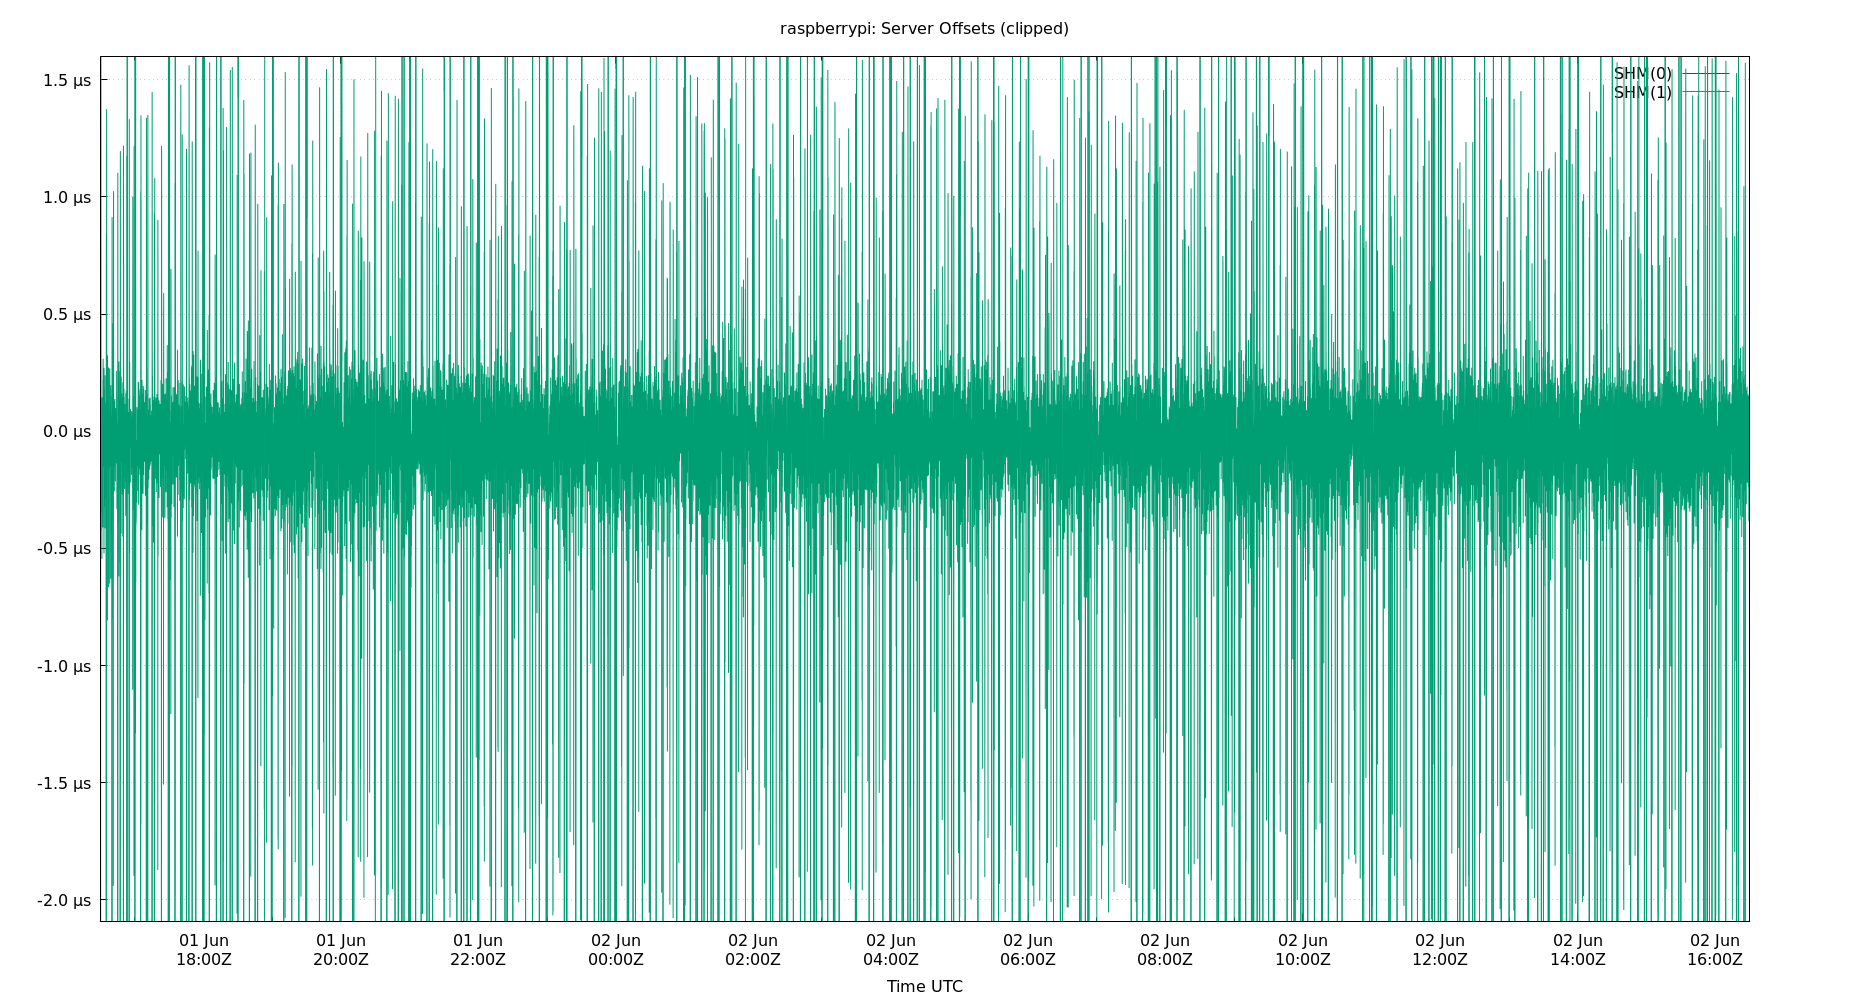 raspberrypi: Server Offsets (clipped)
SHM(0)
SHM(1)
1.5 µs
1.0 µs
0.5 µs
0.0 µs
-0.5 µs
-1.0 µs
-1.5 µs
-2.0 µs
01 Jun 01 Jun 01 Jun 02 Jun 02 Jun 02 Jun 02 Jun 02 Jun 02 Jun 02 Jun 02 Jun 02 Jun
18:00Z 20:00Z 22:00Z 00:00Z 02:00Z 04:00Z 06:00Z 08:00Z 10:00Z 12:00Z 14:00Z 16:00Z
Time UTC